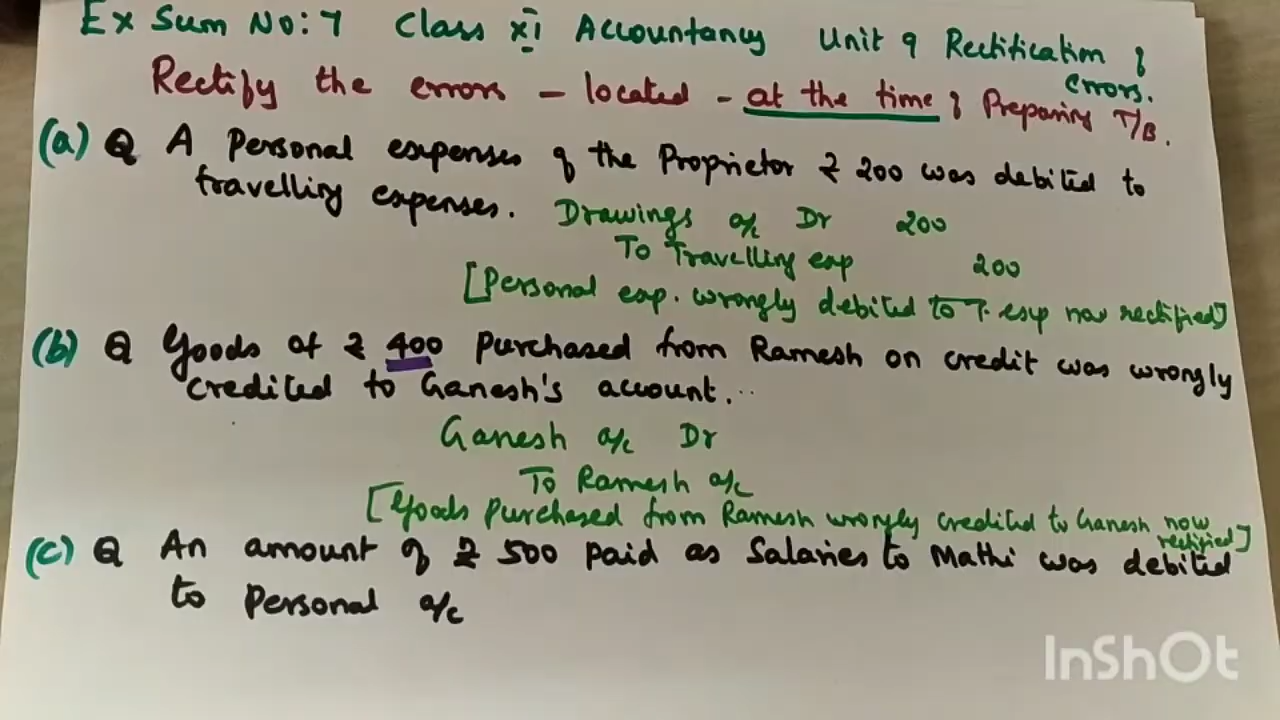 Ex Sum No: 7 Class XI Accountancy Unit 9 Rectification of Errors.
Rectify the errors - located - at the time of Preparing T/B.
(a) Q A Personal expenses of the Proprietor ₹ 200 was debited to
travelling expenses. Drawings a/c Dr 200
To Travelling exp 200
[Personal exp. wrongly debited to T. exp now rectified]
(b) Q Goods of ₹ 400 Purchased from Ramesh on credit was wrongly
credited to Ganesh's account...
Ganesh a/c Dr
To Ramesh a/c
[Goods Purchased from Ramesh wrongly credited to Ganesh now rectified]
(c) Q An amount of ₹ 500 paid as Salaries to Mathi was debited
to Personal a/c
InShOt